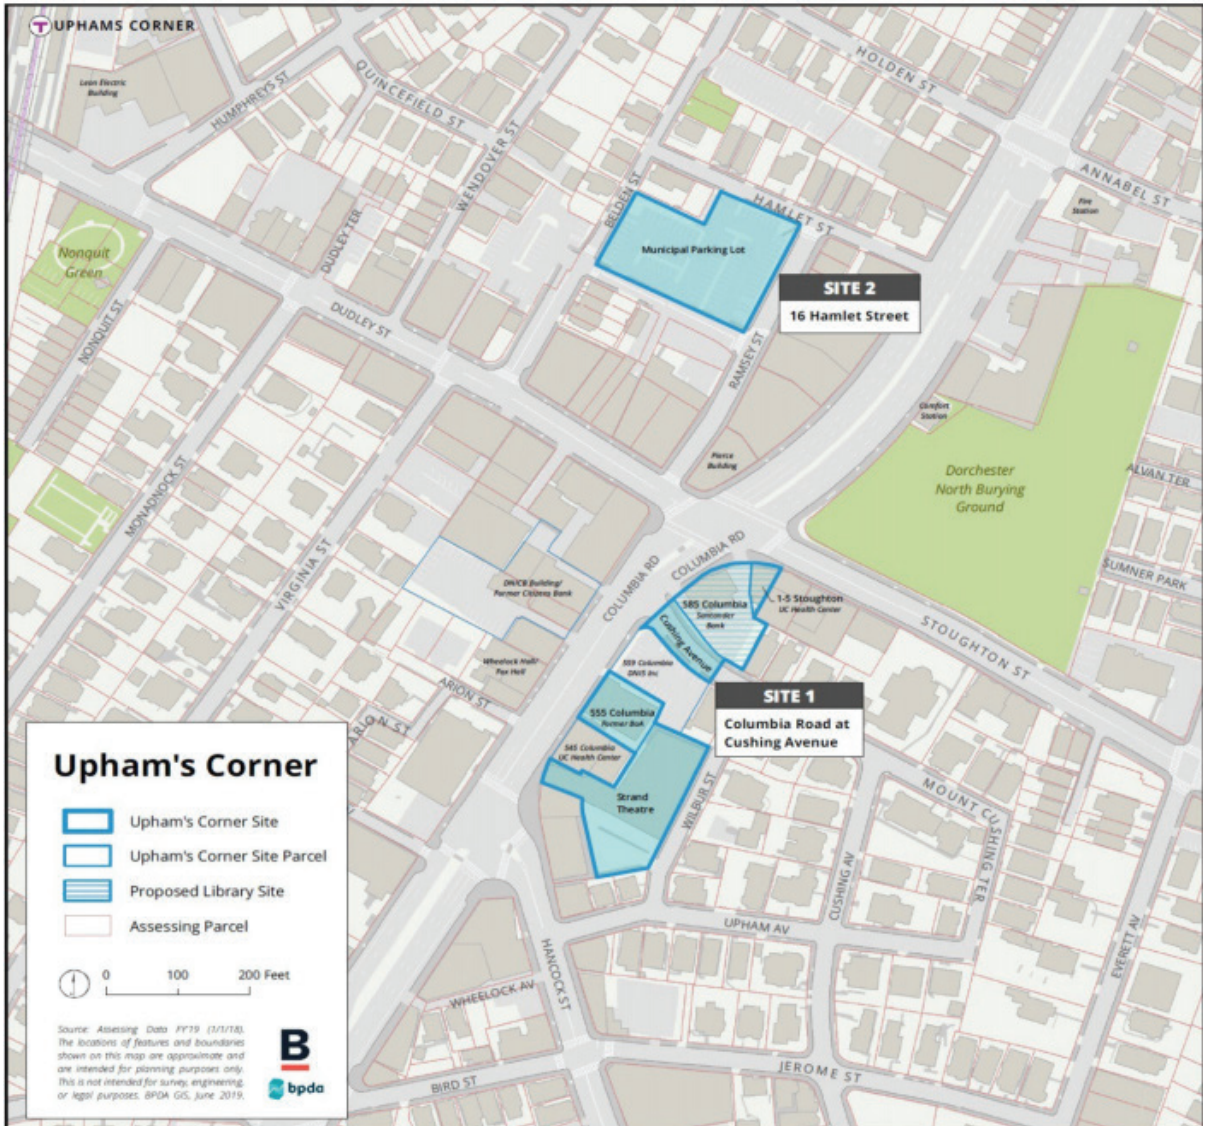 UPHAMS CORNER
T
HOLDEN ST
Leon Electric
Building
QUINCEFIELD ST
HUMPHREYS ST
WENDOVER ST
ANNABEL ST
BELDEN ST
HAMLET ST
Fire
Station
DUDLEY TER
Nonquit
Green
Municipal Parking Lot
SITE 2
16 Hamlet Street
NONQUIT ST
DUDLEY ST
RAMSEY ST
Comfort
Station
Pierce
Building
Dorchester
North Burying
Ground
ALVAN TER
MONADNOCK ST
VIRGINIA ST
COLUMBIA RD
COLUMBIA RD
SUMNER PARK
DNICB Building/
Former Citizens Bank
585 Columbia
Santander
Bank
1-5 Stoughton
UC Health Center
STOUGHTON ST
Cushing Avenue
Wheelock Hall/
Fox Hall
559 Columbia
DNIS Inc
ARION ST
SITE 1
Columbia Road at
Cushing Avenue
555 Columbia
Former BoA
ARION ST
545 Columbia
UC Health Center
Strand
Theatre
WILBUR ST
MOUNT CUSHING TER
CUSHING AV
UPHAM AV
EVERETT AV
HANCOCK ST
WHEELOCK AV
JEROME ST
BIRD ST
Upham's Corner
Upham's Corner Site
Upham's Corner Site Parcel
Proposed Library Site
Assessing Parcel
0 100 200 Feet
Source: Assessing Data FY19 (1/1/18).
The locations of features and boundaries
shown on this map are approximate and
are intended for planning purposes only.
This is not intended for survey, engineering,
or legal purposes. BPDA GIS, June 2019.
B
bpda